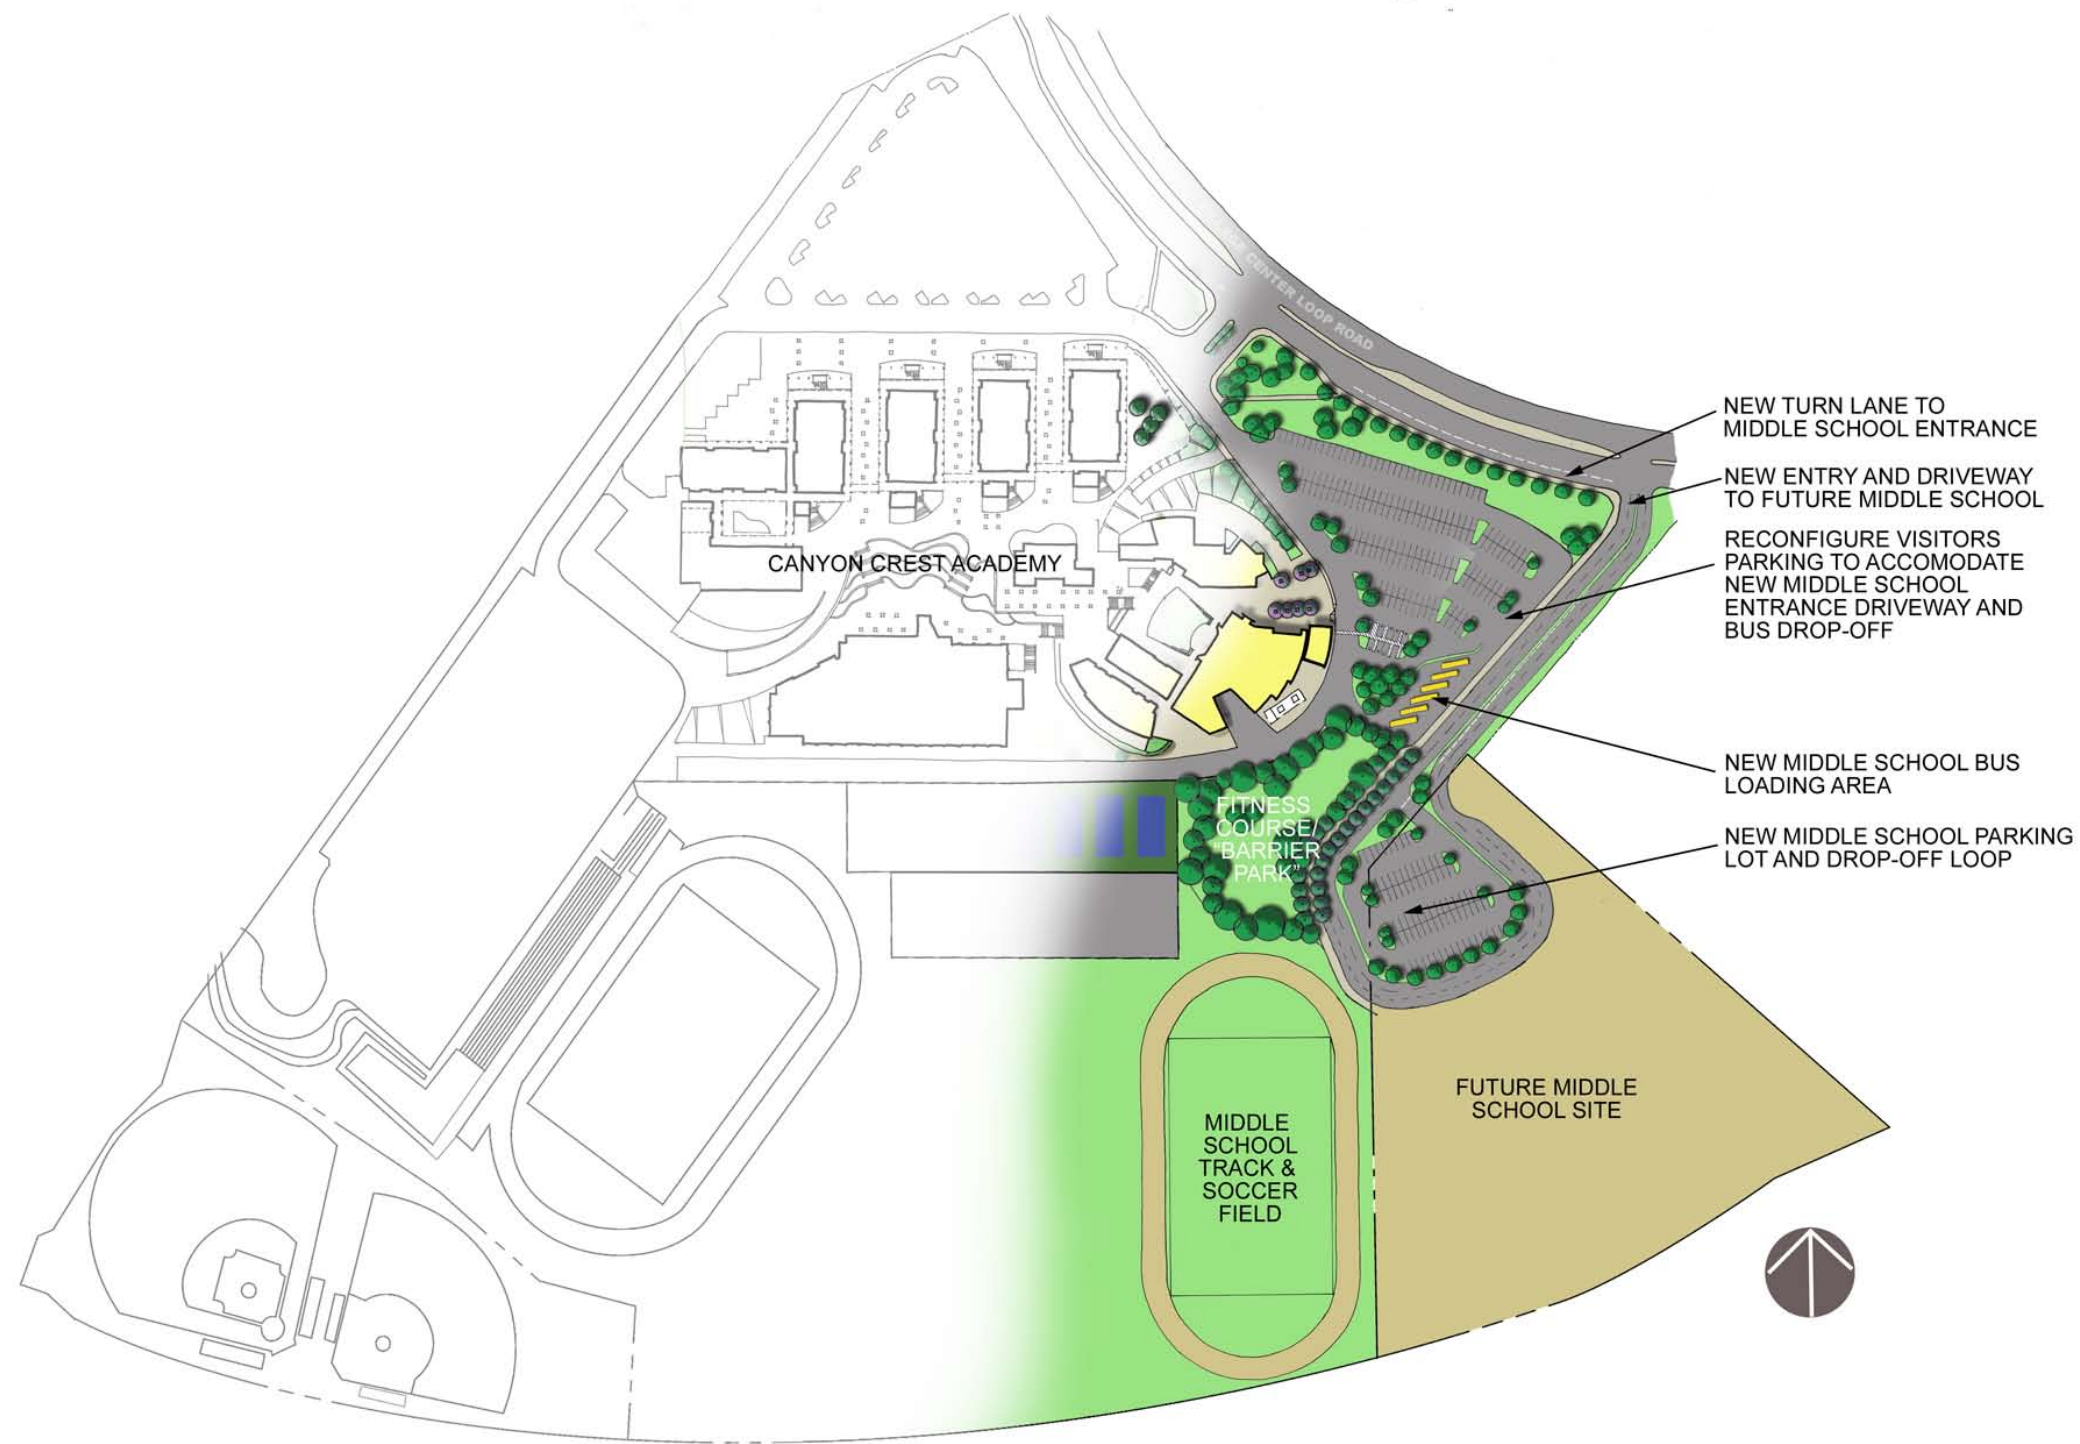 CENTER LOOP ROAD
NEW TURN LANE TO
MIDDLE SCHOOL ENTRANCE
NEW ENTRY AND DRIVEWAY
TO FUTURE MIDDLE SCHOOL
RECONFIGURE VISITORS
PARKING TO ACCOMODATE
NEW MIDDLE SCHOOL
ENTRANCE DRIVEWAY AND
BUS DROP-OFF
CANYON CREST ACADEMY
NEW MIDDLE SCHOOL BUS
LOADING AREA
FITNESS
COURSE/
"BARRIER
PARK"
NEW MIDDLE SCHOOL PARKING
LOT AND DROP-OFF LOOP
FUTURE MIDDLE
SCHOOL SITE
MIDDLE
SCHOOL
TRACK &
SOCCER
FIELD